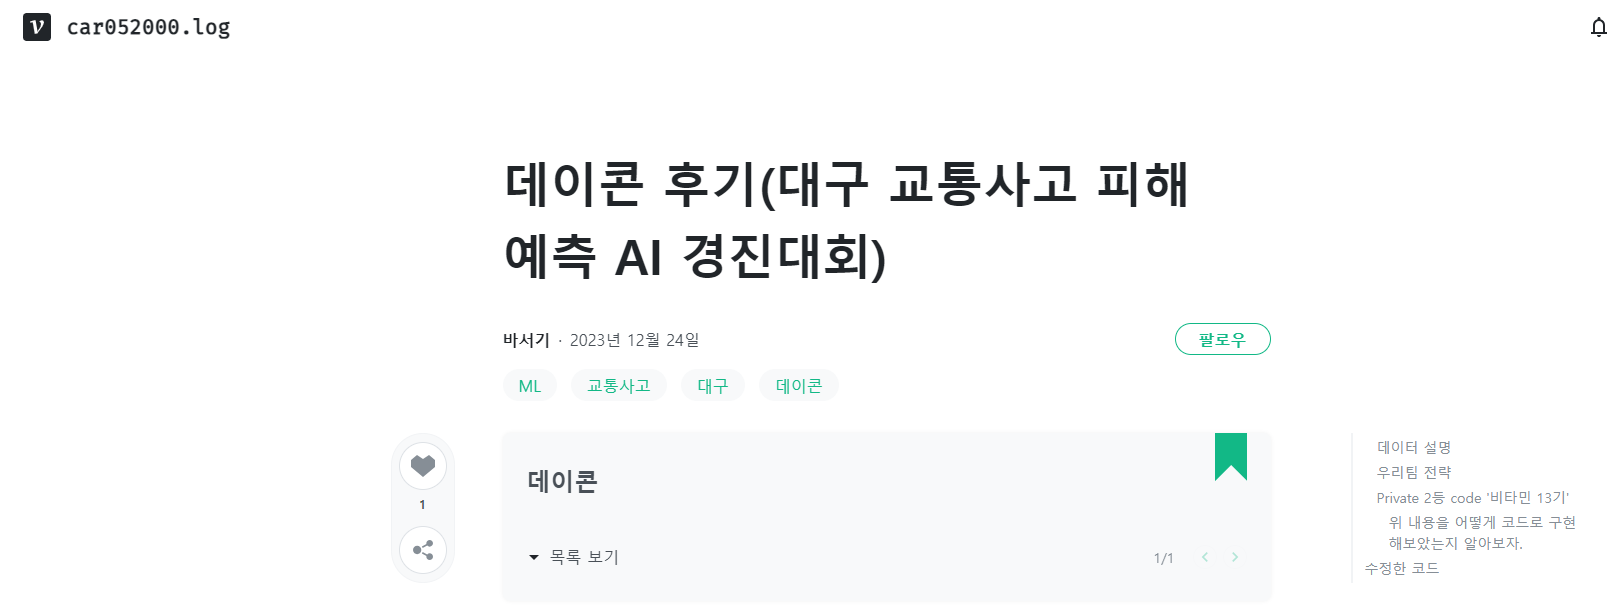 v car052000.log
데이콘 후기(대구 교통사고 피해
예측 AI 경진대회)
바서기 · 2023년 12월 24일
팔로우
ML 교통사고 대구 데이콘
1
데이콘
목록 보기
1/1
데이터 설명
우리팀 전략
Private 2등 code '비타민 13기'
위 내용을 어떻게 코드로 구현
해보았는지 알아보자.
수정한 코드